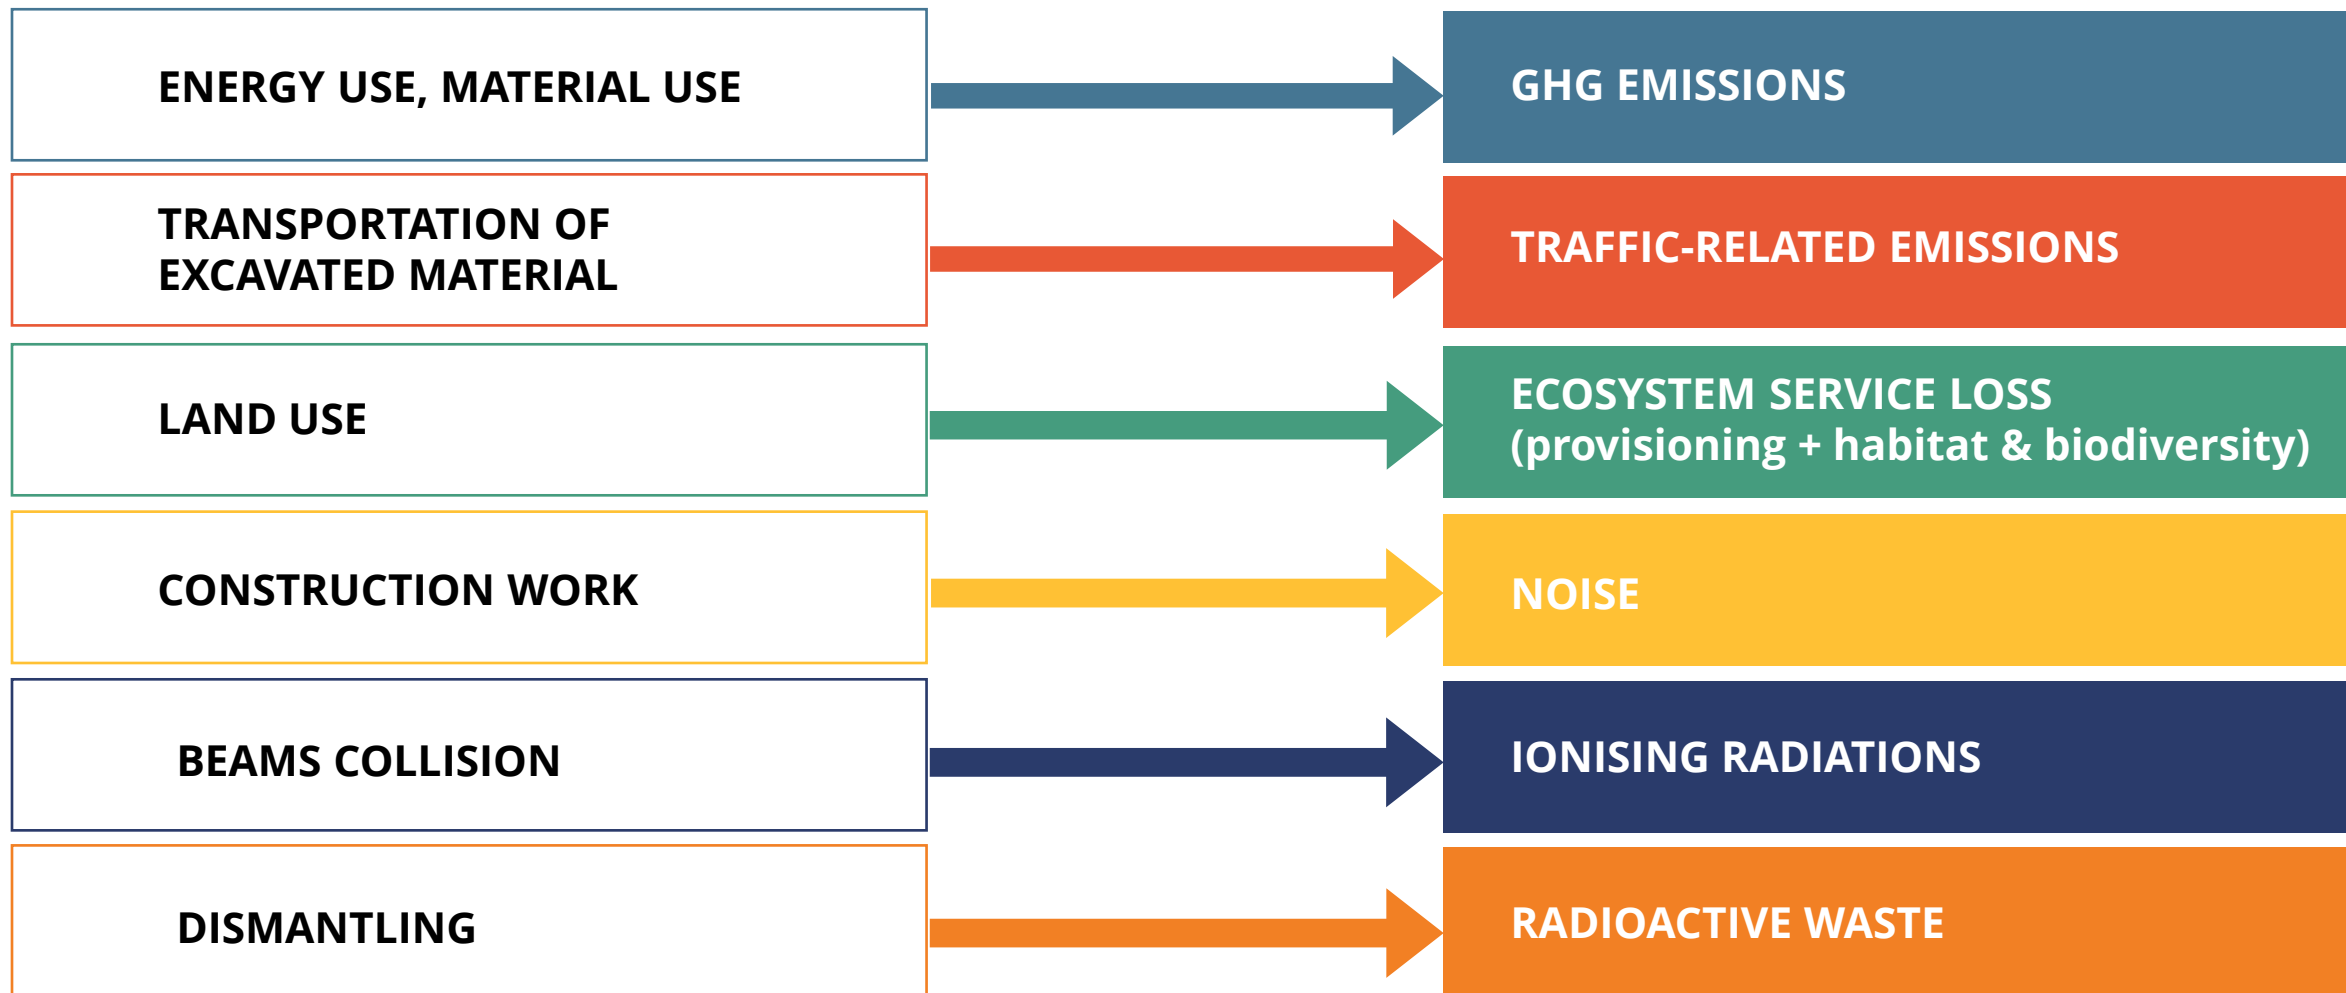 ENERGY USE, MATERIAL USE
GHG EMISSIONS
TRANSPORTATION OF
EXCAVATED MATERIAL
TRAFFIC-RELATED EMISSIONS
LAND USE
ECOSYSTEM SERVICE LOSS
(provisioning + habitat & biodiversity)
CONSTRUCTION WORK
NOISE
BEAMS COLLISION
IONISING RADIATIONS
DISMANTLING
RADIOACTIVE WASTE